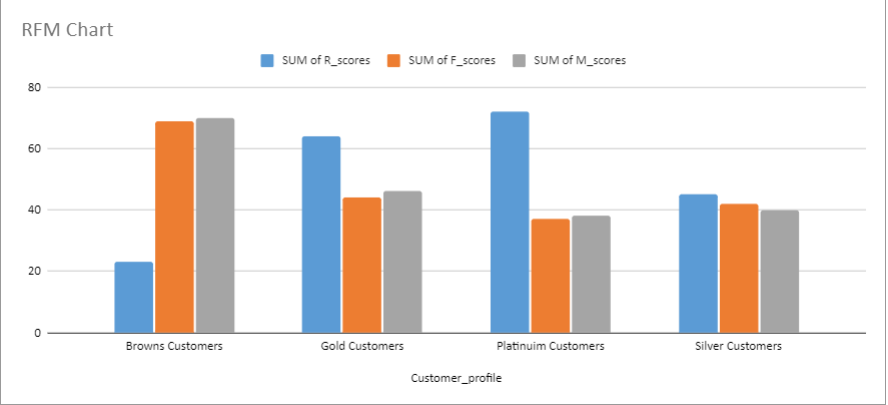 RFM Chart
SUM of R_scores SUM of F_scores SUM of M_scores
80
60
40
20
0
Browns Customers Gold Customers Platinuim Customers Silver Customers
Customer_profile